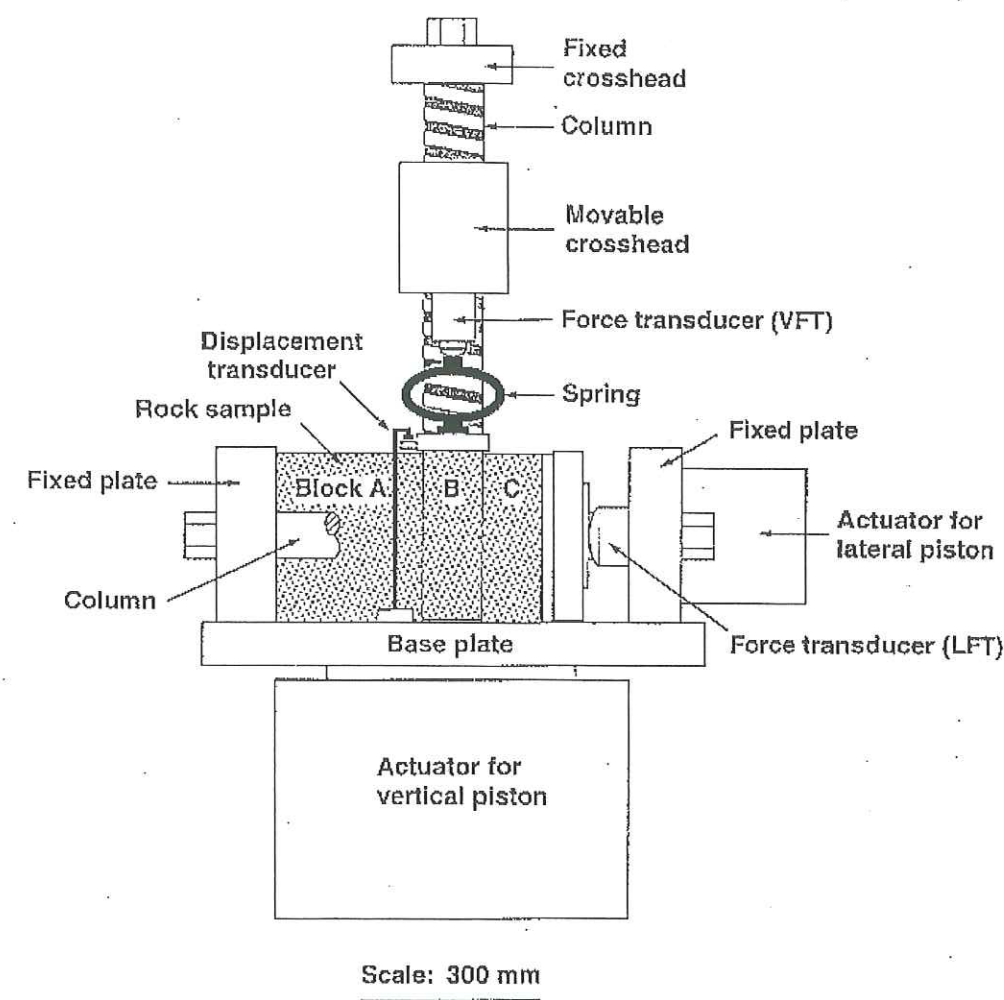 Fixed
crosshead
Column
Movable
crosshead
Force transducer (VFT)
Displacement
transducer
Spring
Rock sample
Fixed plate
Fixed plate
Block A
B
C
Actuator for
lateral piston
Column
Base plate
Force transducer (LFT)
Actuator for
vertical piston
Scale: 300 mm